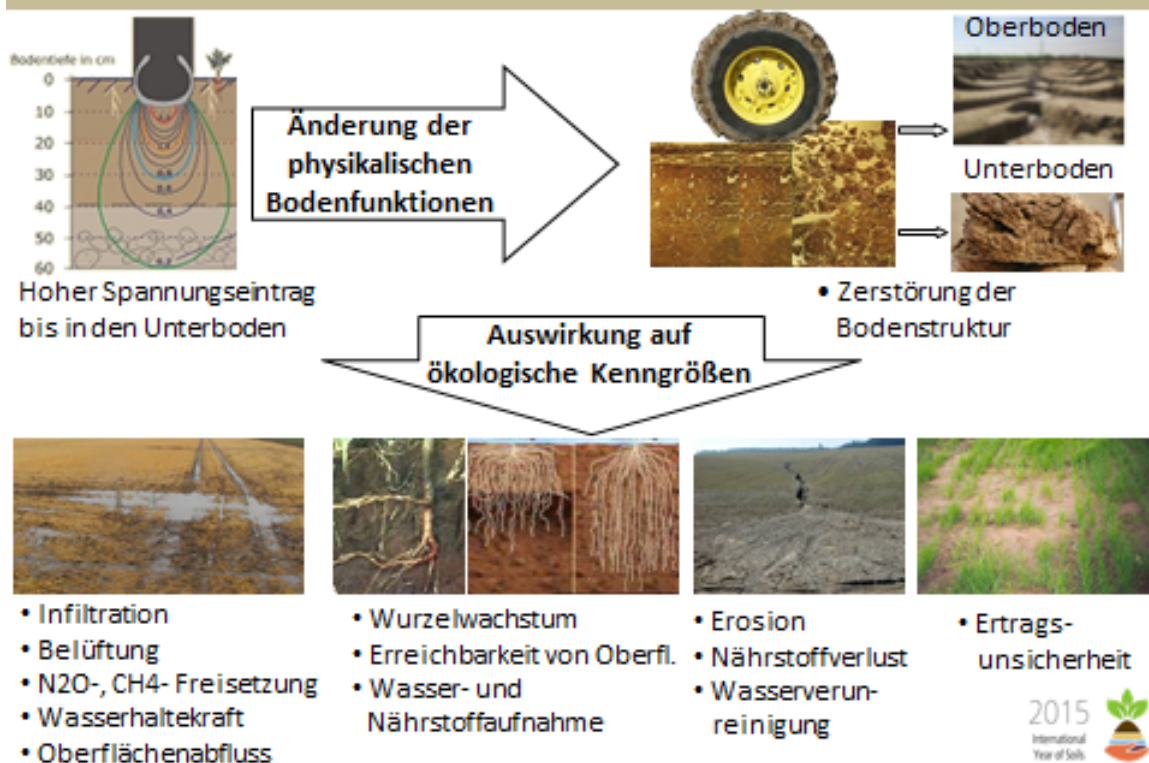 Bodentiefe in cm
0
10
20
30
40
50
60
Hoher Spannungseintrag
bis in den Unterboden
Änderung der
physikalischen
Bodenfunktionen
Oberboden
Unterboden
• Zerstörung der
Bodenstruktur
Auswirkung auf
ökologische Kenngrößen
• Infiltration
• Belüftung
• N2O-, CH4- Freisetzung
• Wasserhaltekraft
• Oberflächenabfluss
• Wurzelwachstum
• Erreichbarkeit von Oberfl.
• Wasser- und
Nährstoffaufnahme
• Erosion
• Nährstoffverlust
• Wasserverun-
reinigung
• Ertrags-
unsicherheit
2015
International
Year of Soils